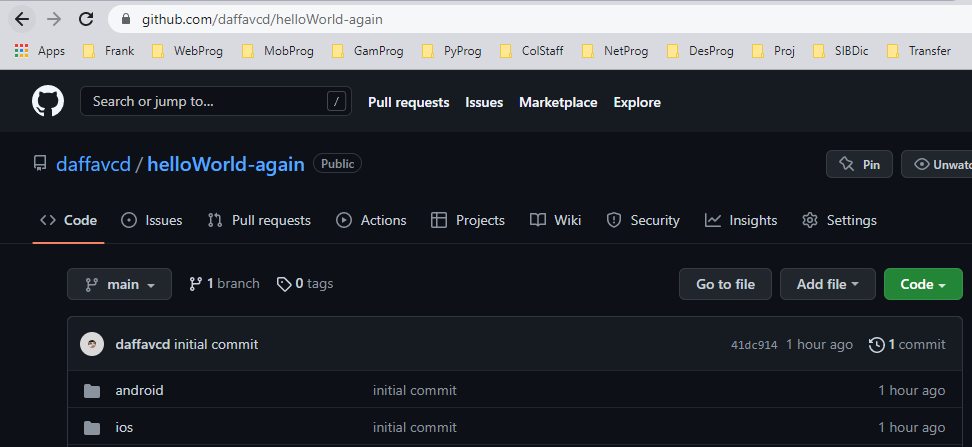 github.com/daffavcd/helloWorld-again
Apps Frank WebProg MobProg GamProg PyProg ColStaff NetProg DesProg Proj SIBDic Transfer
Search or jump to... / Pull requests Issues Marketplace Explore
daffavcd / helloWorld-again Public Pin Unwatc
Code Issues Pull requests Actions Projects Wiki Security Insights Settings
main 1 branch 0 tags Go to file Add file Code
daffavcd initial commit 41dc914 1 hour ago 1 commit
android initial commit 1 hour ago
ios initial commit 1 hour ago